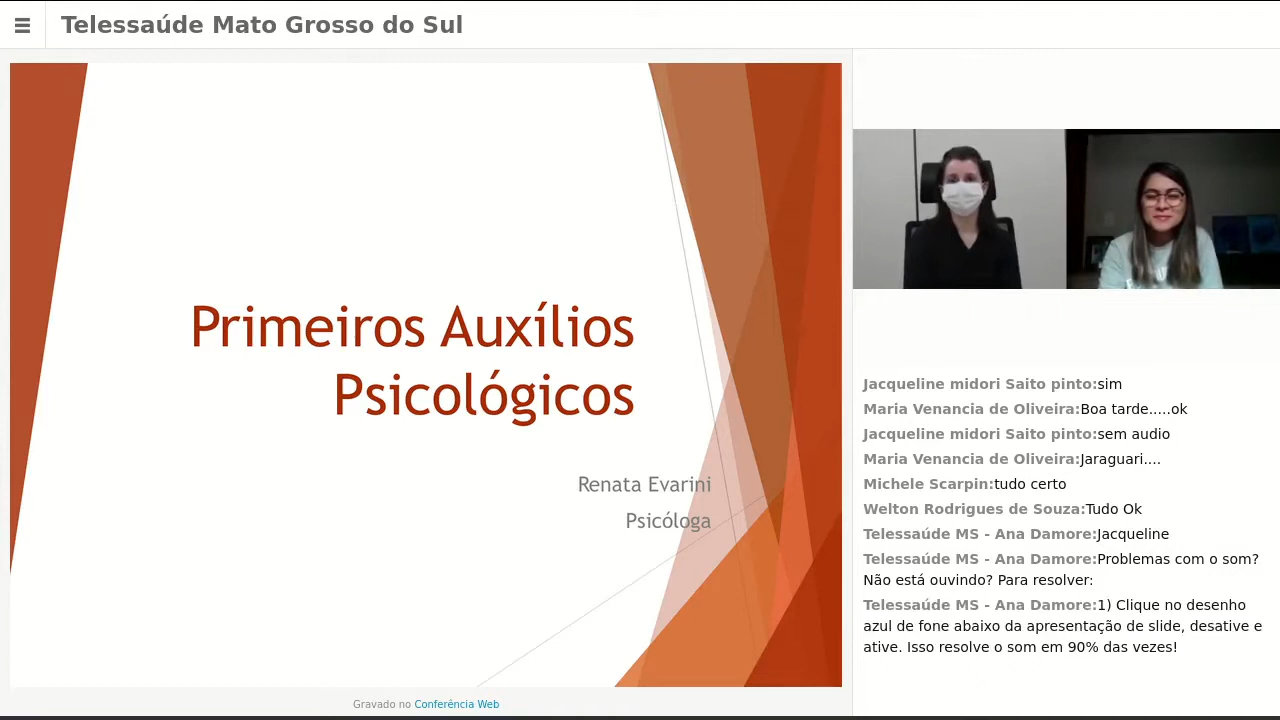 Telessaúde Mato Grosso do Sul
Primeiros Auxílios
Psicológicos
Renata Evarini
Psicóloga
Gravado no Conferência Web
Jacqueline midori Saito pinto:sim
Maria Venancia de Oliveira:Boa tarde.....ok
Jacqueline midori Saito pinto:sem audio
Maria Venancia de Oliveira:Jaraguari....
Michele Scarpin:tudo certo
Welton Rodrigues de Souza:Tudo Ok
Telessaúde MS - Ana Damore:Jacqueline
Telessaúde MS - Ana Damore:Problemas com o som?
Não está ouvindo? Para resolver:
Telessaúde MS - Ana Damore:1) Clique no desenho
azul de fone abaixo da apresentação de slide, desative e
ative. Isso resolve o som em 90% das vezes!